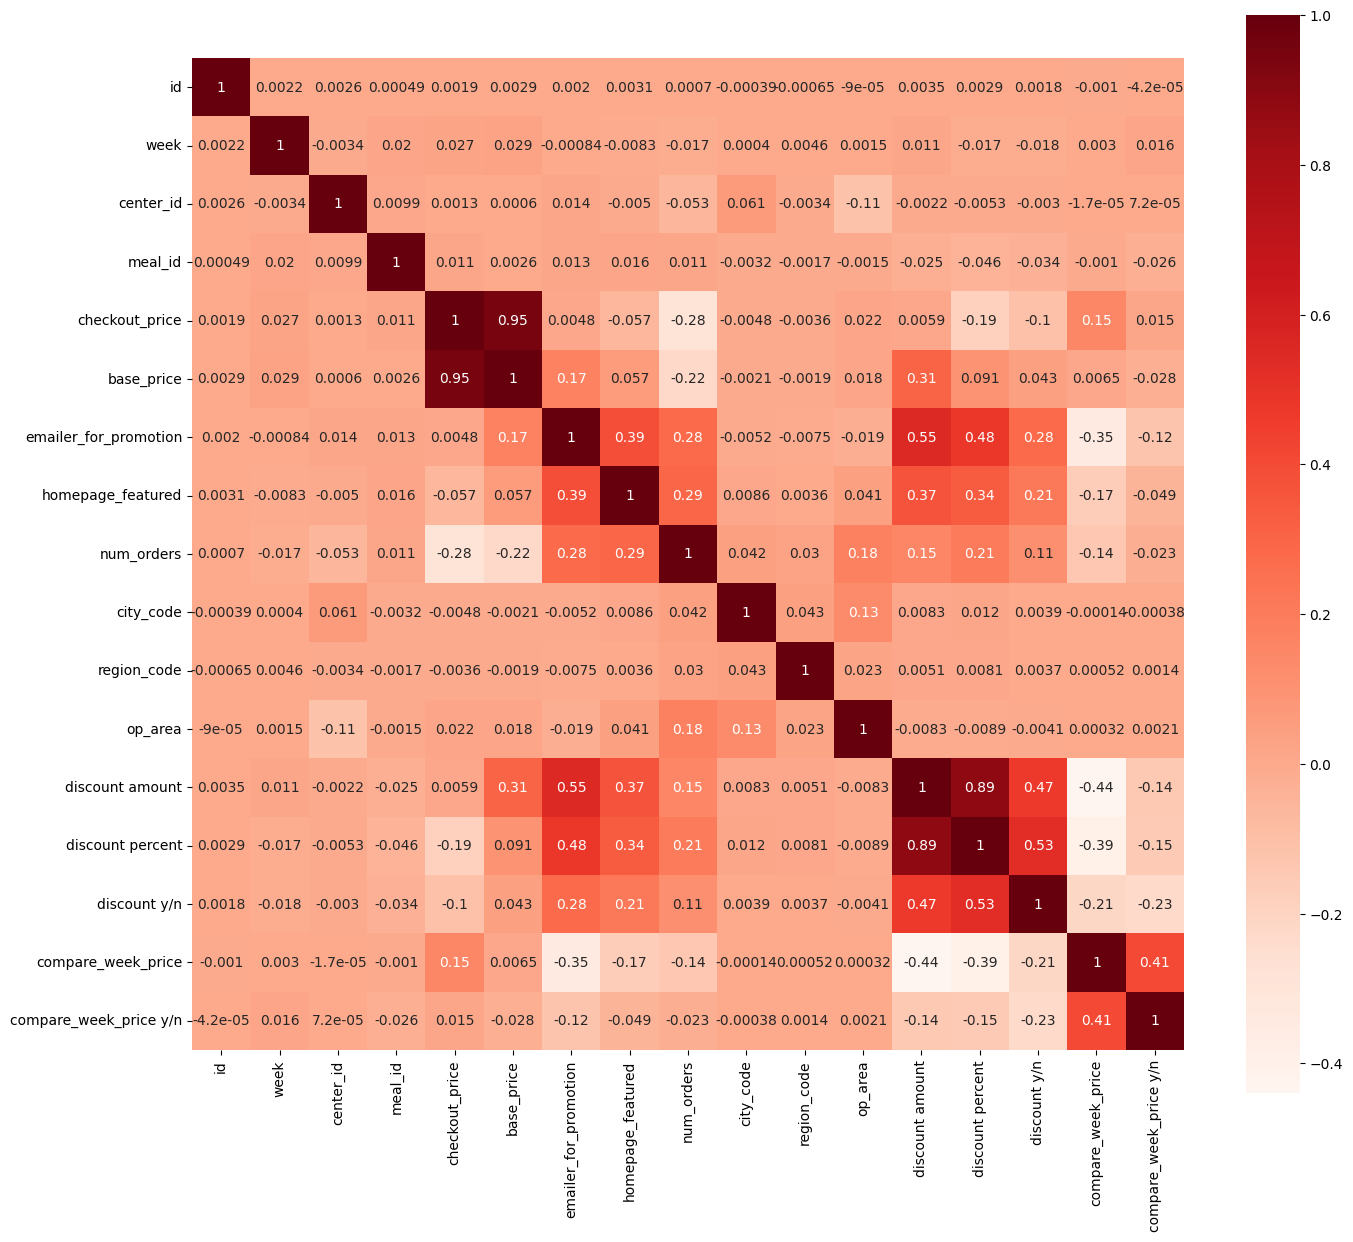 id 1 0.0022 0.0026 0.00049 0.0019 0.0029 0.002 0.0031 0.0007 -0.00039 -0.00065 -9e-05 0.0035 0.0029 0.0018 -0.001 -4.2e-05
week 0.0022 1 -0.0034 0.02 0.027 0.029 -0.00084 -0.0083 -0.017 0.0004 0.0046 0.0015 0.011 -0.017 -0.018 0.003 0.016
center_id 0.0026 -0.0034 1 0.0099 0.0013 0.0006 0.014 -0.005 -0.053 0.061 -0.0034 -0.11 -0.0022 -0.0053 -0.003 -1.7e-05 7.2e-05
meal_id 0.00049 0.02 0.0099 1 0.011 0.0026 0.013 0.016 0.011 -0.0032 -0.0017 -0.0015 -0.025 -0.046 -0.034 -0.001 -0.026
checkout_price 0.0019 0.027 0.0013 0.011 1 0.95 0.0048 -0.057 -0.28 -0.0048 -0.0036 0.022 0.0059 -0.19 -0.1 0.15 0.015
base_price 0.0029 0.029 0.0006 0.0026 0.95 1 0.17 0.057 -0.22 -0.0021 -0.0019 0.018 0.31 0.091 0.043 0.0065 -0.028
emailer_for_promotion 0.002 -0.00084 0.014 0.013 0.0048 0.17 1 0.39 0.28 -0.0052 -0.0075 -0.019 0.55 0.48 0.28 -0.35 -0.12
homepage_featured 0.0031 -0.0083 -0.005 0.016 -0.057 0.057 0.39 1 0.29 0.0086 0.0036 0.041 0.37 0.34 0.21 -0.17 -0.049
num_orders 0.0007 -0.017 -0.053 0.011 -0.28 -0.22 0.28 0.29 1 0.042 0.03 0.18 0.15 0.21 0.11 -0.14 -0.023
city_code -0.00039 0.0004 0.061 -0.0032 -0.0048 -0.0021 -0.0052 0.0086 0.042 1 0.043 0.13 0.0083 0.012 0.0039 -0.00014 -0.00038
region_code -0.00065 0.0046 -0.0034 -0.0017 -0.0036 -0.0019 -0.0075 0.0036 0.03 0.043 1 0.023 0.0051 0.0081 0.0037 0.00052 0.0014
op_area -9e-05 0.0015 -0.11 -0.0015 0.022 0.018 -0.019 0.041 0.18 0.13 0.023 1 -0.0083 -0.0089 -0.0041 0.00032 0.0021
discount amount 0.0035 0.011 -0.0022 -0.025 0.0059 0.31 0.55 0.37 0.15 0.0083 0.0051 -0.0083 1 0.89 0.47 -0.44 -0.14
discount percent 0.0029 -0.017 -0.0053 -0.046 -0.19 0.091 0.48 0.34 0.21 0.012 0.0081 -0.0089 0.89 1 0.53 -0.39 -0.15
discount y/n 0.0018 -0.018 -0.003 -0.034 -0.1 0.043 0.28 0.21 0.11 0.0039 0.0037 -0.0041 0.47 0.53 1 -0.21 -0.23
compare_week_price -0.001 0.003 -1.7e-05 -0.001 0.15 0.0065 -0.35 -0.17 -0.14 -0.00014 0.00052 0.00032 -0.44 -0.39 -0.21 1 0.41
compare_week_price y/n -4.2e-05 0.016 7.2e-05 -0.026 0.015 -0.028 -0.12 -0.049 -0.023 -0.00038 0.0014 0.0021 -0.14 -0.15 -0.23 0.41 1
id
week
center_id
meal_id
checkout_price
base_price
emailer_for_promotion
homepage_featured
num_orders
city_code
region_code
op_area
discount amount
discount percent
discount y/n
compare_week_price
compare_week_price y/n
1.0
0.8
0.6
0.4
0.2
0.0
−0.2
−0.4